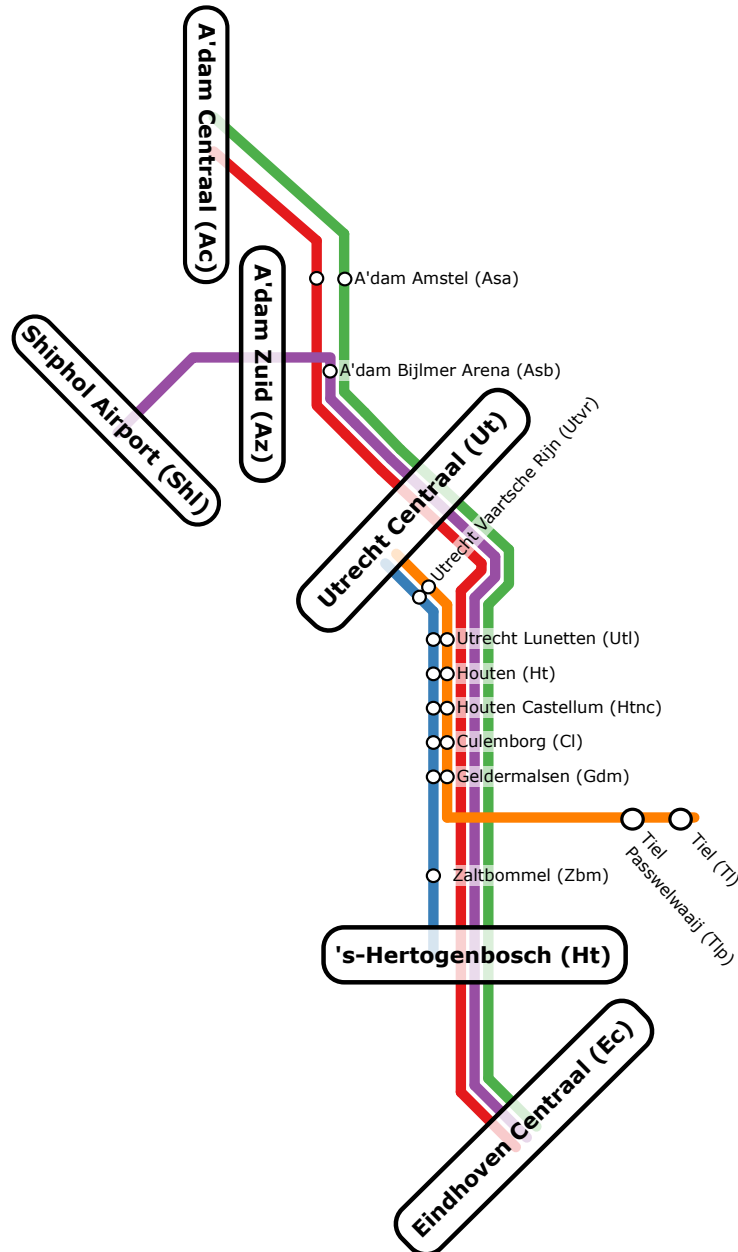 A'dam Centraal (Ac)
A'dam Zuid (Az)
A'dam Amstel (Asa)
Shiphol Airport (Shl)
A'dam Bijlmer Arena (Asb)
Utrecht Centraal (Ut)
Utrecht Vaartsche Rijn (Utvr)
Utrecht Lunetten (Utl)
Houten (Ht)
Houten Castellum (Htnc)
Culemborg (Cl)
Geldermalsen (Gdm)
Tiel
Passwelwaaij (Tlp)
Tiel (Tl)
Zaltbommel (Zbm)
's-Hertogenbosch (Ht)
Eindhoven Centraal (Ec)